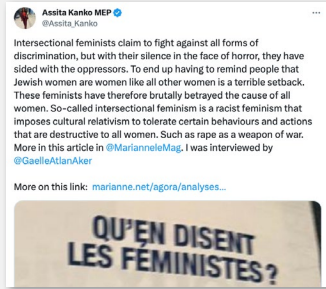 Assita Kanko MEP
@Assita_Kanko
Intersectional feminists claim to fight against all forms of
discrimination, but with their silence in the face of horror, they have
sided with the oppressors. To end up having to remind people that
Jewish women are women like all other women is a terrible setback.
These feminists have therefore brutally betrayed the cause of all
women. So-called intersectional feminism is a racist feminism that
imposes cultural relativism to tolerate certain behaviours and actions
that are destructive to all women. Such as rape as a weapon of war.
More in this article in @MarianneleMag. I was interviewed by
@GaelleAtlanAker
More on this link: marianne.net/agora/analyses...
QU'EN DISENT
LES FÉMINISTES?